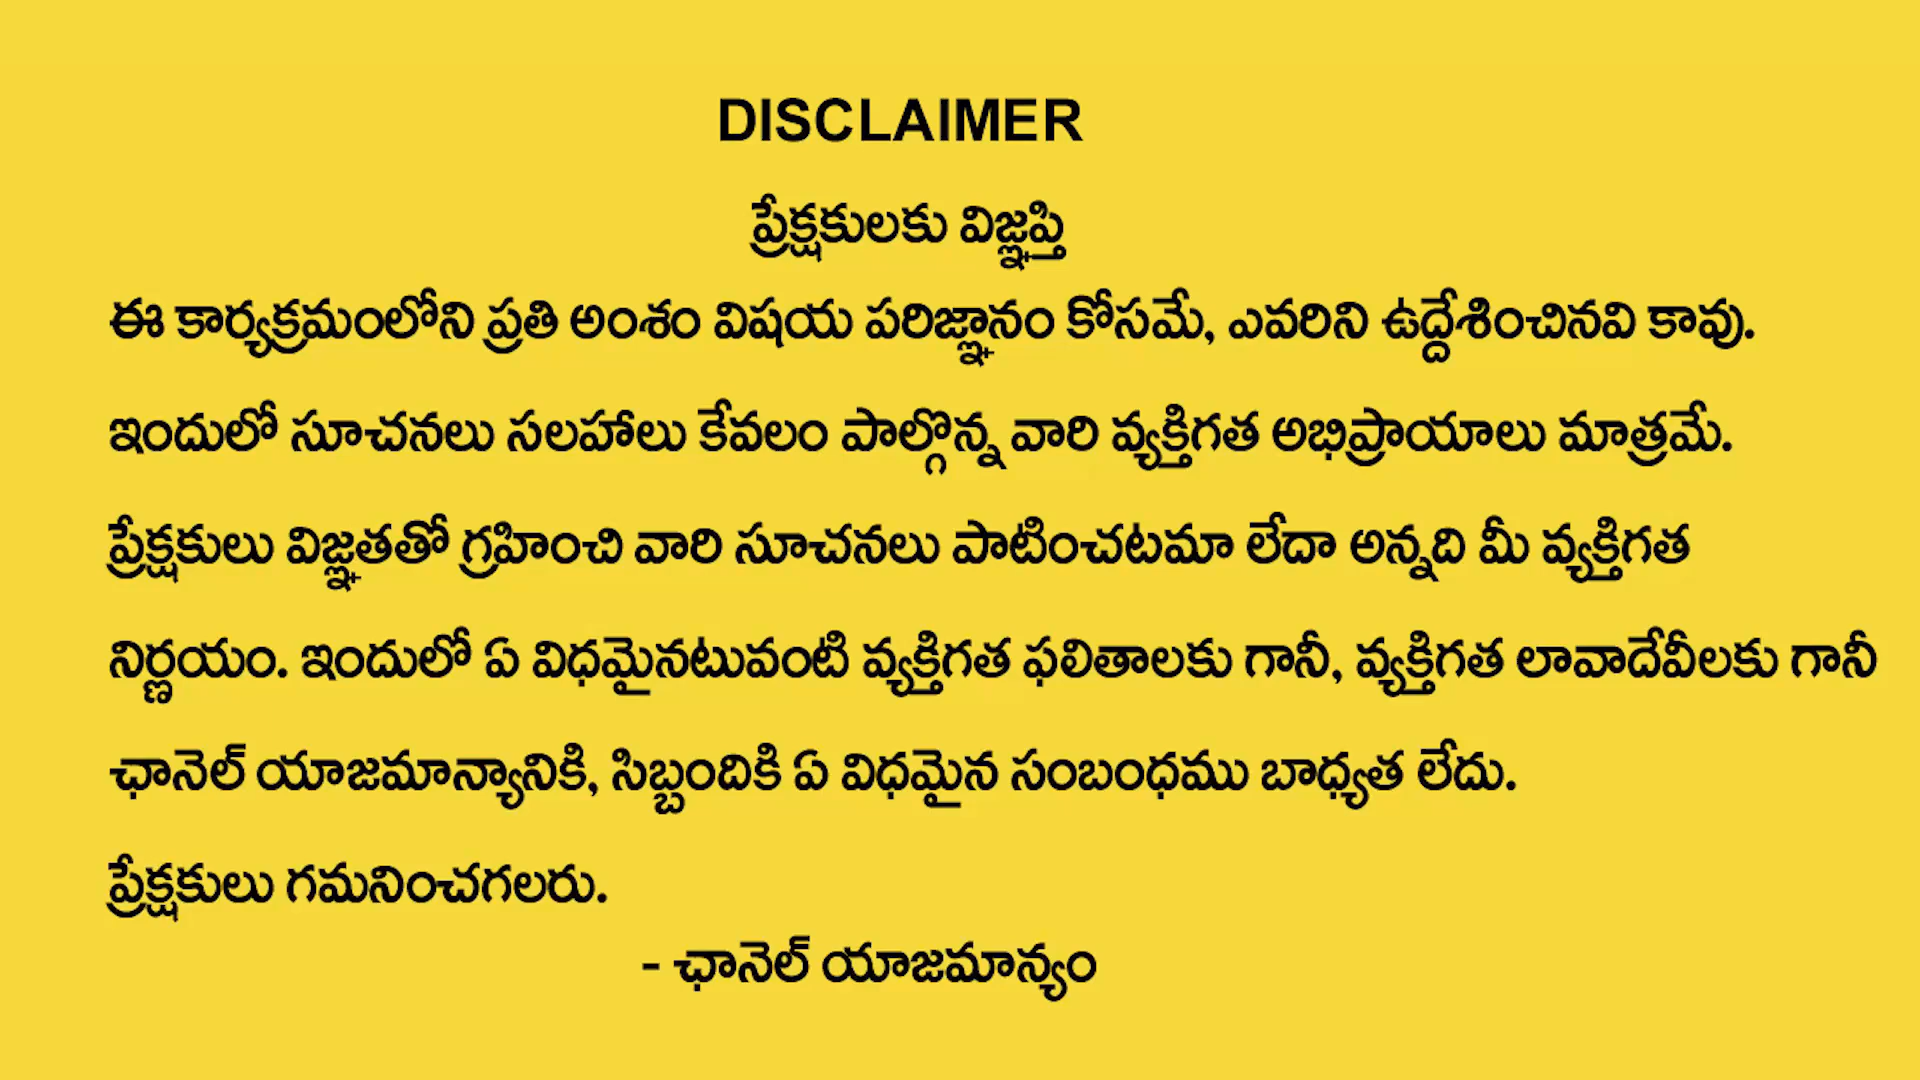 DISCLAIMER
ప్రేక్షకులకు విజ్ఞప్తి
ఈ కార్యక్రమంలోని ప్రతి అంశం విషయ పరిజ్ఞానం కోసమే, ఎవరిని ఉద్దేశించినవి కావు.
ఇందులో సూచనలు సలహాలు కేవలం పాల్గొన్న వారి వ్యక్తిగత అభిప్రాయాలు మాత్రమే.
ప్రేక్షకులు విజ్ఞతతో గ్రహించి వారి సూచనలు పాటించటమా లేదా అన్నది మీ వ్యక్తిగత
నిర్ణయం. ఇందులో ఏ విధమైనటువంటి వ్యక్తిగత ఫలితాలకు గానీ, వ్యక్తిగత లావాదేవీలకు గానీ
ఛానెల్ యాజమాన్యానికి, సిబ్బందికి ఏ విధమైన సంబంధము బాధ్యత లేదు.
ప్రేక్షకులు గమనించగలరు.
- ఛానెల్ యాజమాన్యం